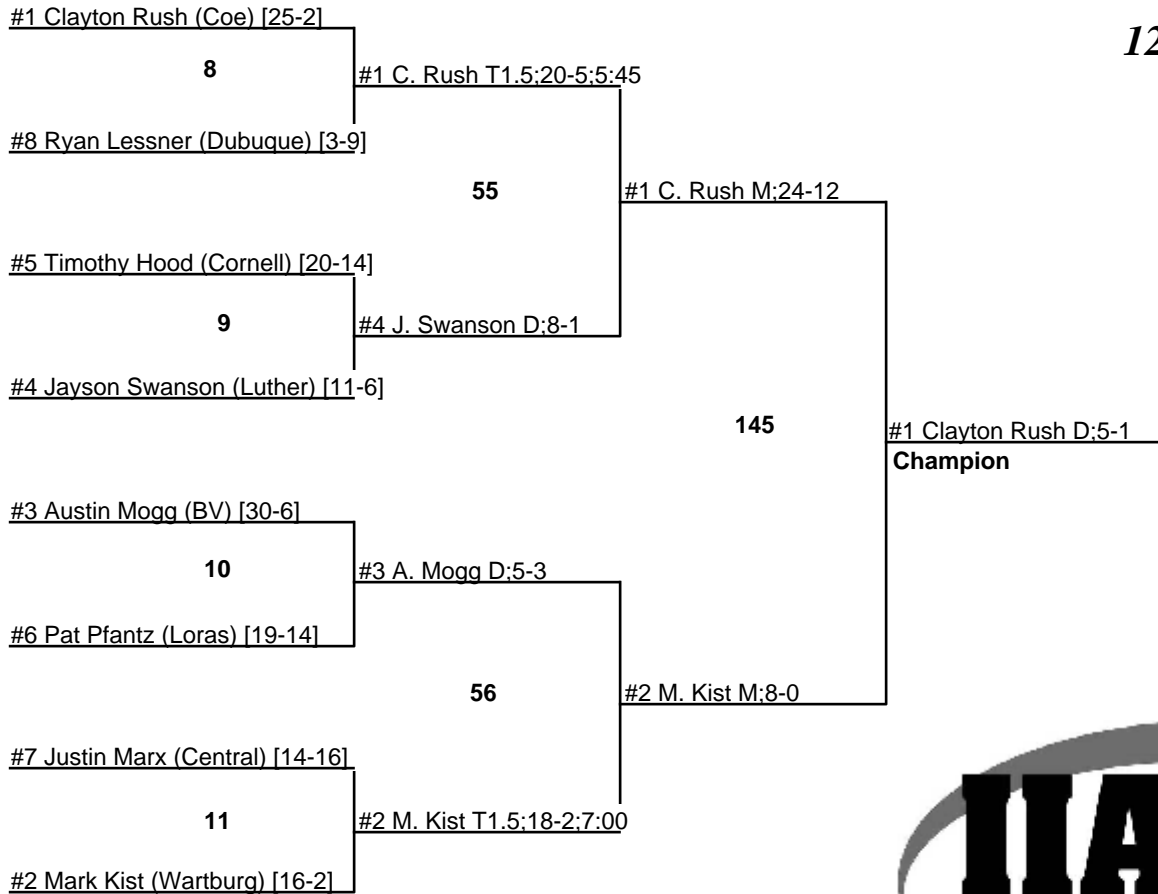 #1 Clayton Rush (Coe) [25-2]
12
8
#1 C. Rush T1.5;20-5;5:45
#8 Ryan Lessner (Dubuque) [3-9]
55
#1 C. Rush M;24-12
#5 Timothy Hood (Cornell) [20-14]
9
#4 J. Swanson D;8-1
#4 Jayson Swanson (Luther) [11-6]
145
#1 Clayton Rush D;5-1
Champion
#3 Austin Mogg (BV) [30-6]
10
#3 A. Mogg D;5-3
#6 Pat Pfantz (Loras) [19-14]
56
#2 M. Kist M;8-0
#7 Justin Marx (Central) [14-16]
11
#2 M. Kist T1.5;18-2;7:00
#2 Mark Kist (Wartburg) [16-2]
IIA